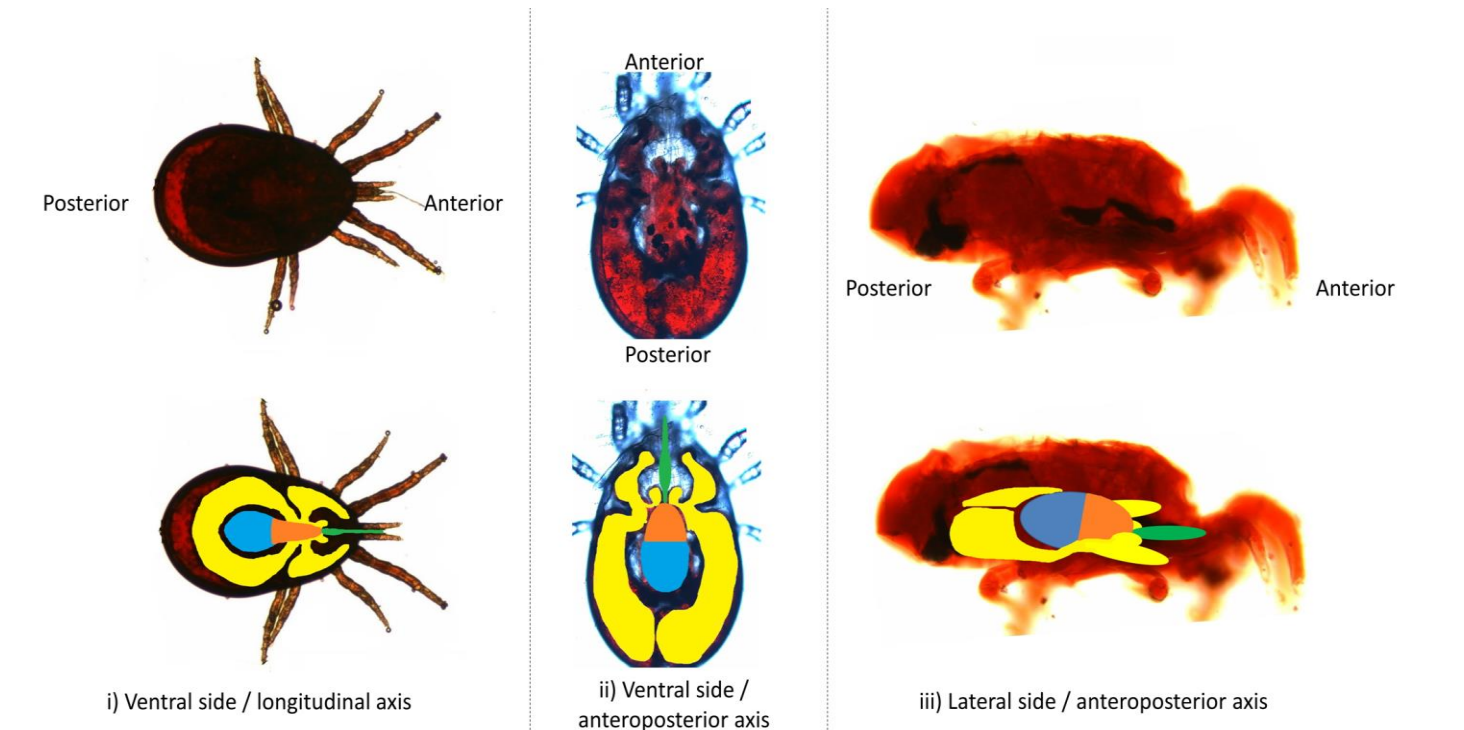 Posterior
Anterior
Anterior
Posterior
Posterior
Anterior
i) Ventral side / longitudinal axis
ii) Ventral side /
anteroposterior axis
iii) Lateral side / anteroposterior axis